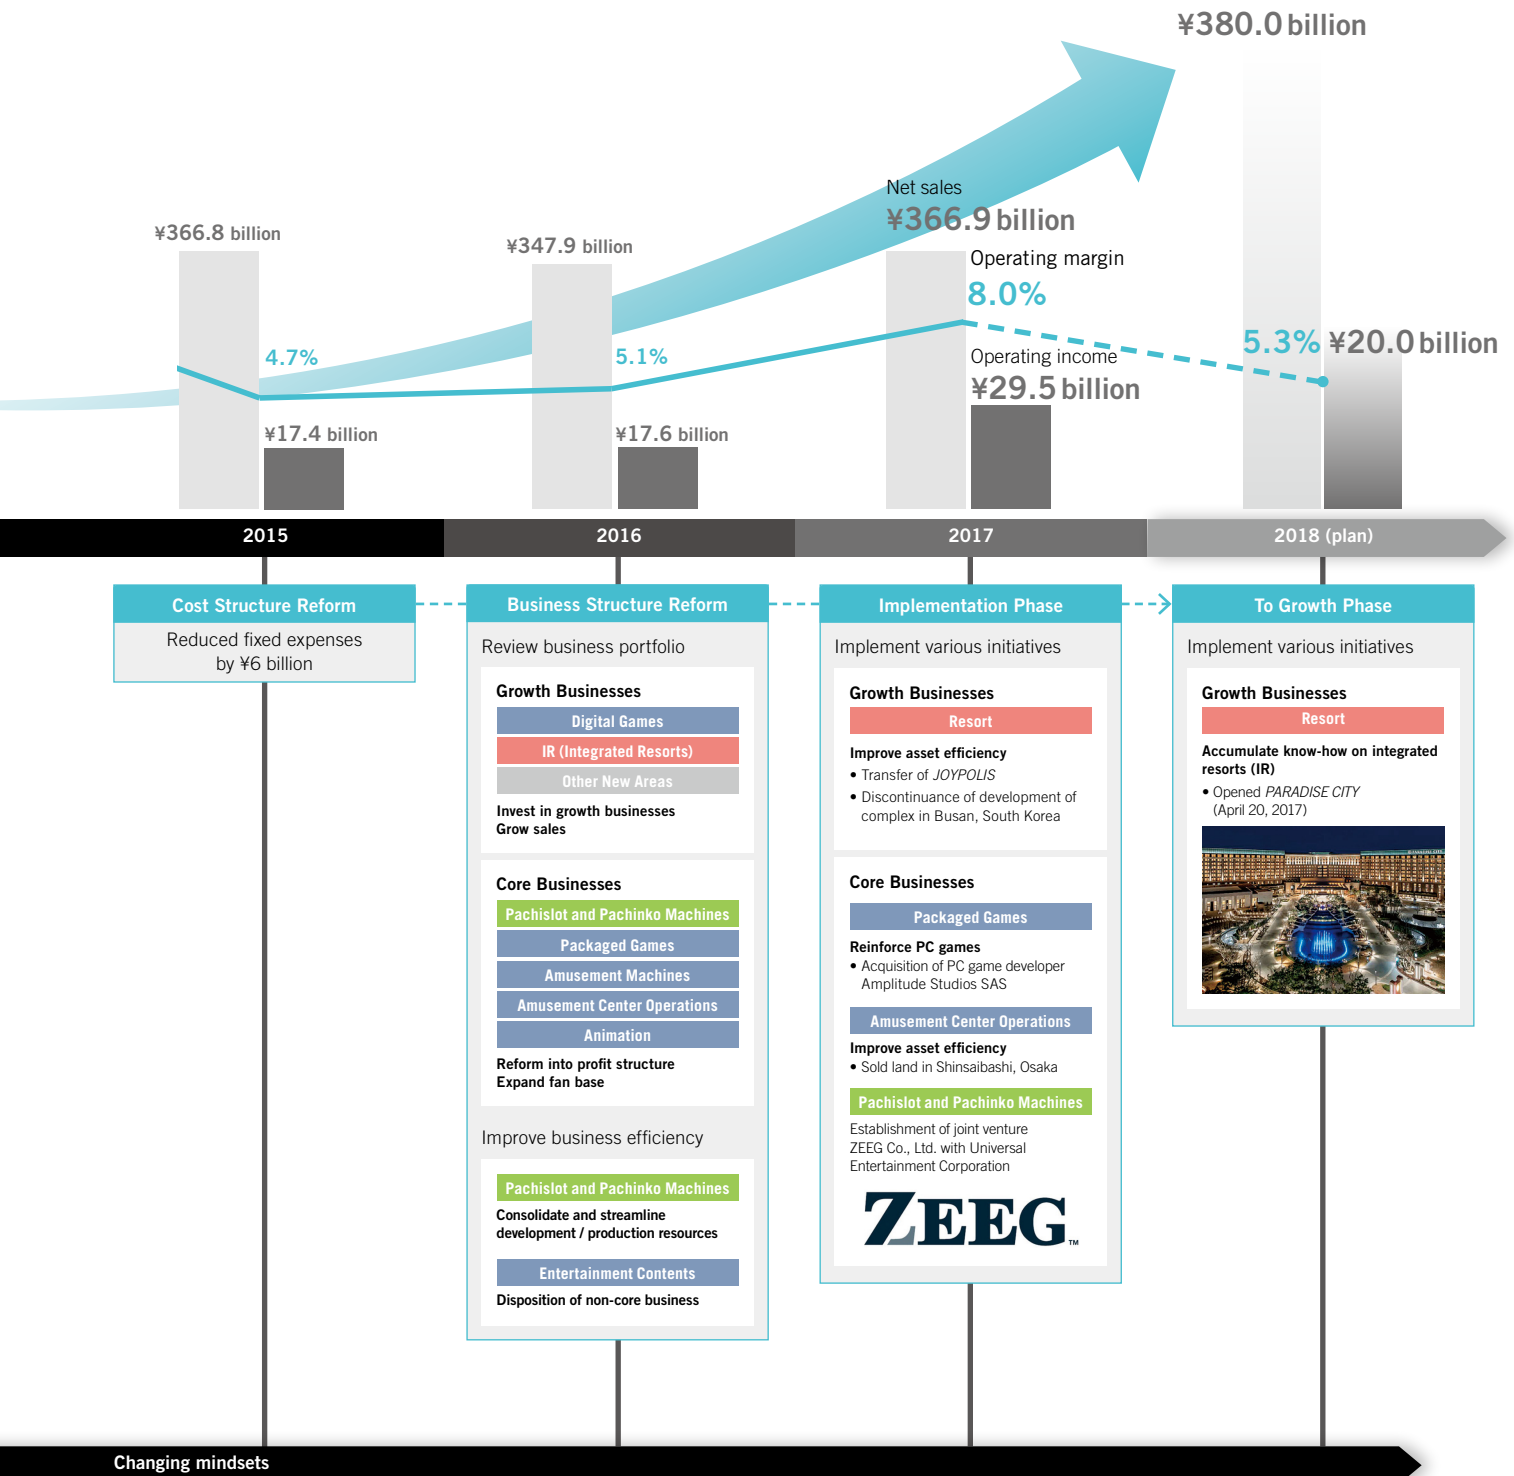 ¥380.0 billion
Net sales
¥366.9 billion
¥366.8 billion
¥347.9 billion
Operating margin
8.0%
4.7%
5.1%
5.3% ¥20.0 billion
Operating income
¥29.5 billion
¥17.4 billion
¥17.6 billion
2015
2016
2017
2018 (plan)
Cost Structure Reform
Reduced fixed expenses
by ¥6 billion
Business Structure Reform
Review business portfolio
Growth Businesses
Digital Games
IR (Integrated Resorts)
Other New Areas
Invest in growth businesses
Grow sales
Core Businesses
Pachislot and Pachinko Machines
Packaged Games
Amusement Machines
Amusement Center Operations
Animation
Reform into profit structure
Expand fan base
Improve business efficiency
Pachislot and Pachinko Machines
Consolidate and streamline
development / production resources
Entertainment Contents
Disposition of non-core business
Implementation Phase
Implement various initiatives
Growth Businesses
Resort
Improve asset efficiency
• Transfer of JOYPOLIS
• Discontinuance of development of
complex in Busan, South Korea
Core Businesses
Packaged Games
Reinforce PC games
• Acquisition of PC game developer
Amplitude Studios SAS
Amusement Center Operations
Improve asset efficiency
• Sold land in Shinsaibashi, Osaka
Pachislot and Pachinko Machines
Establishment of joint venture
ZEEG Co., Ltd. with Universal
Entertainment Corporation
ZEEG™
To Growth Phase
Implement various initiatives
Growth Businesses
Resort
Accumulate know-how on integrated
resorts (IR)
• Opened PARADISE CITY
(April 20, 2017)
Changing mindsets